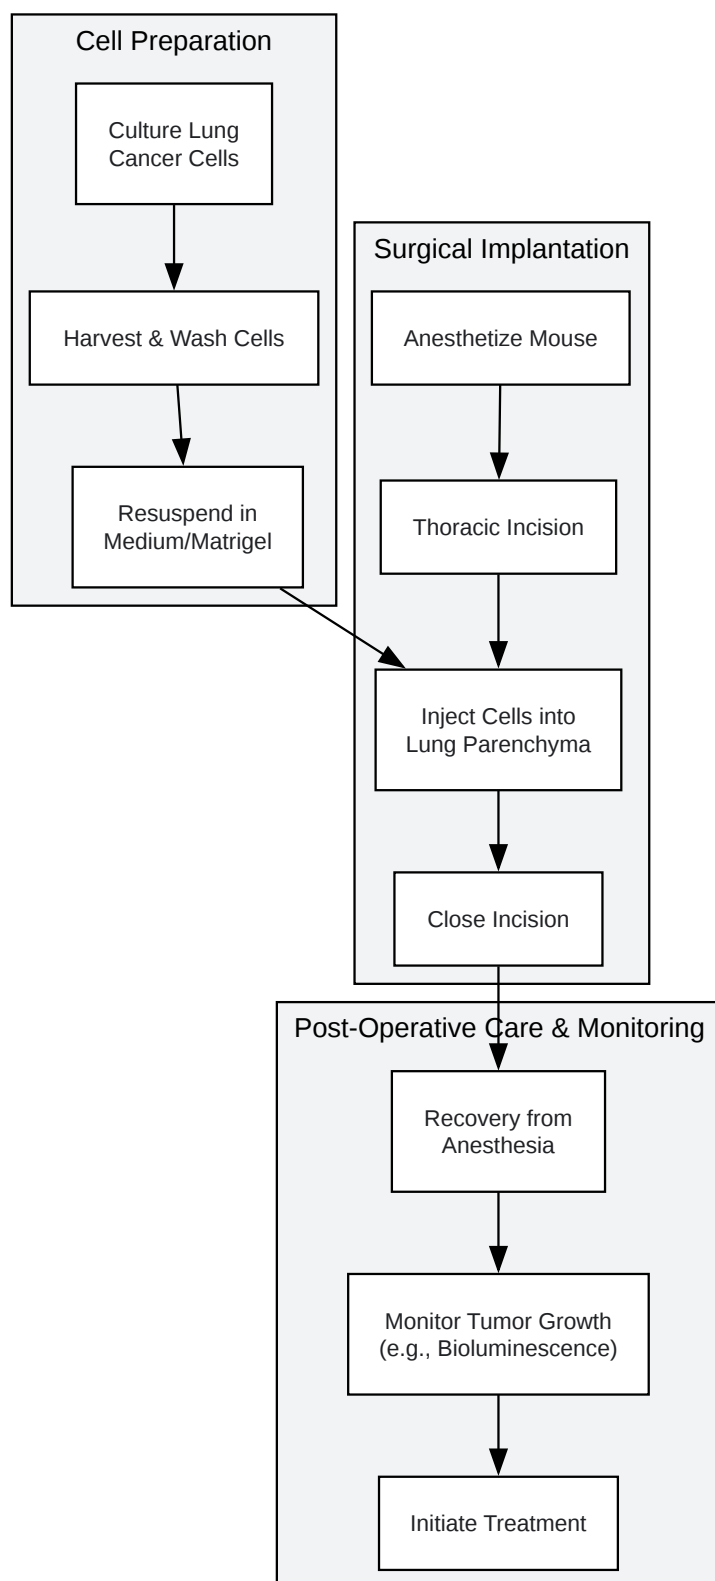 Cell Preparation
Culture Lung
Cancer Cells
Harvest & Wash Cells
Resuspend in
Medium/Matrigel
Surgical Implantation
Anesthetize Mouse
Thoracic Incision
Inject Cells into
Lung Parenchyma
Close Incision
Post-Operative Care & Monitoring
Recovery from
Anesthesia
Monitor Tumor Growth
(e.g., Bioluminescence)
Initiate Treatment